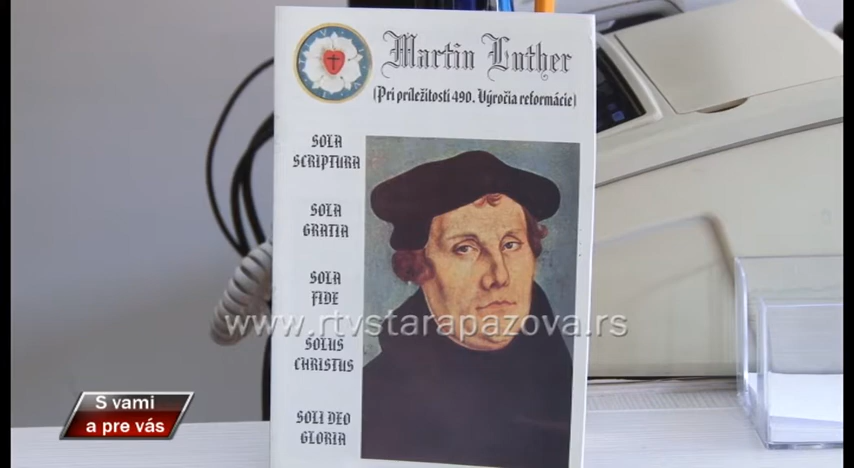 Martin Luther
(Pri príležitosti 490. Výročia reformácie)
SOLA
SCRIPTURA
SOLA
GRATIA
SOLA
FIDE
SOLUS
CHRISTUS
SOLI DEO
GLORIA
www.rtvstarapazova.rs
S vami
a pre vás